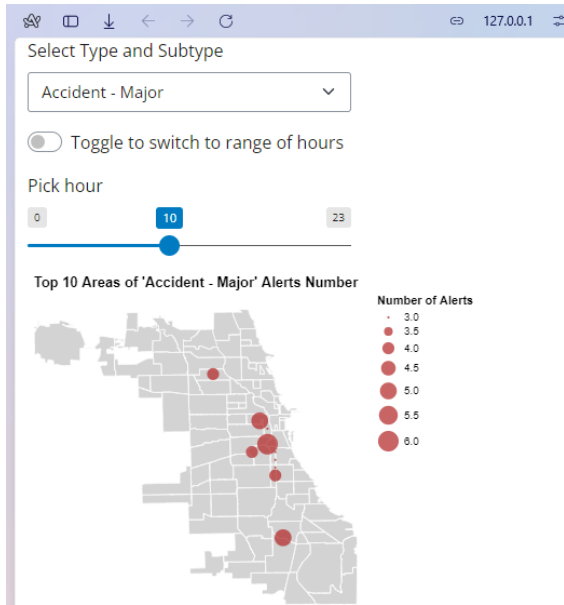 127.0.0.1
Select Type and Subtype
Accident - Major
Toggle to switch to range of hours
Pick hour
0
10
23
Top 10 Areas of 'Accident - Major' Alerts Number
Number of Alerts
3.0
3.5
4.0
4.5
5.0
5.5
6.0